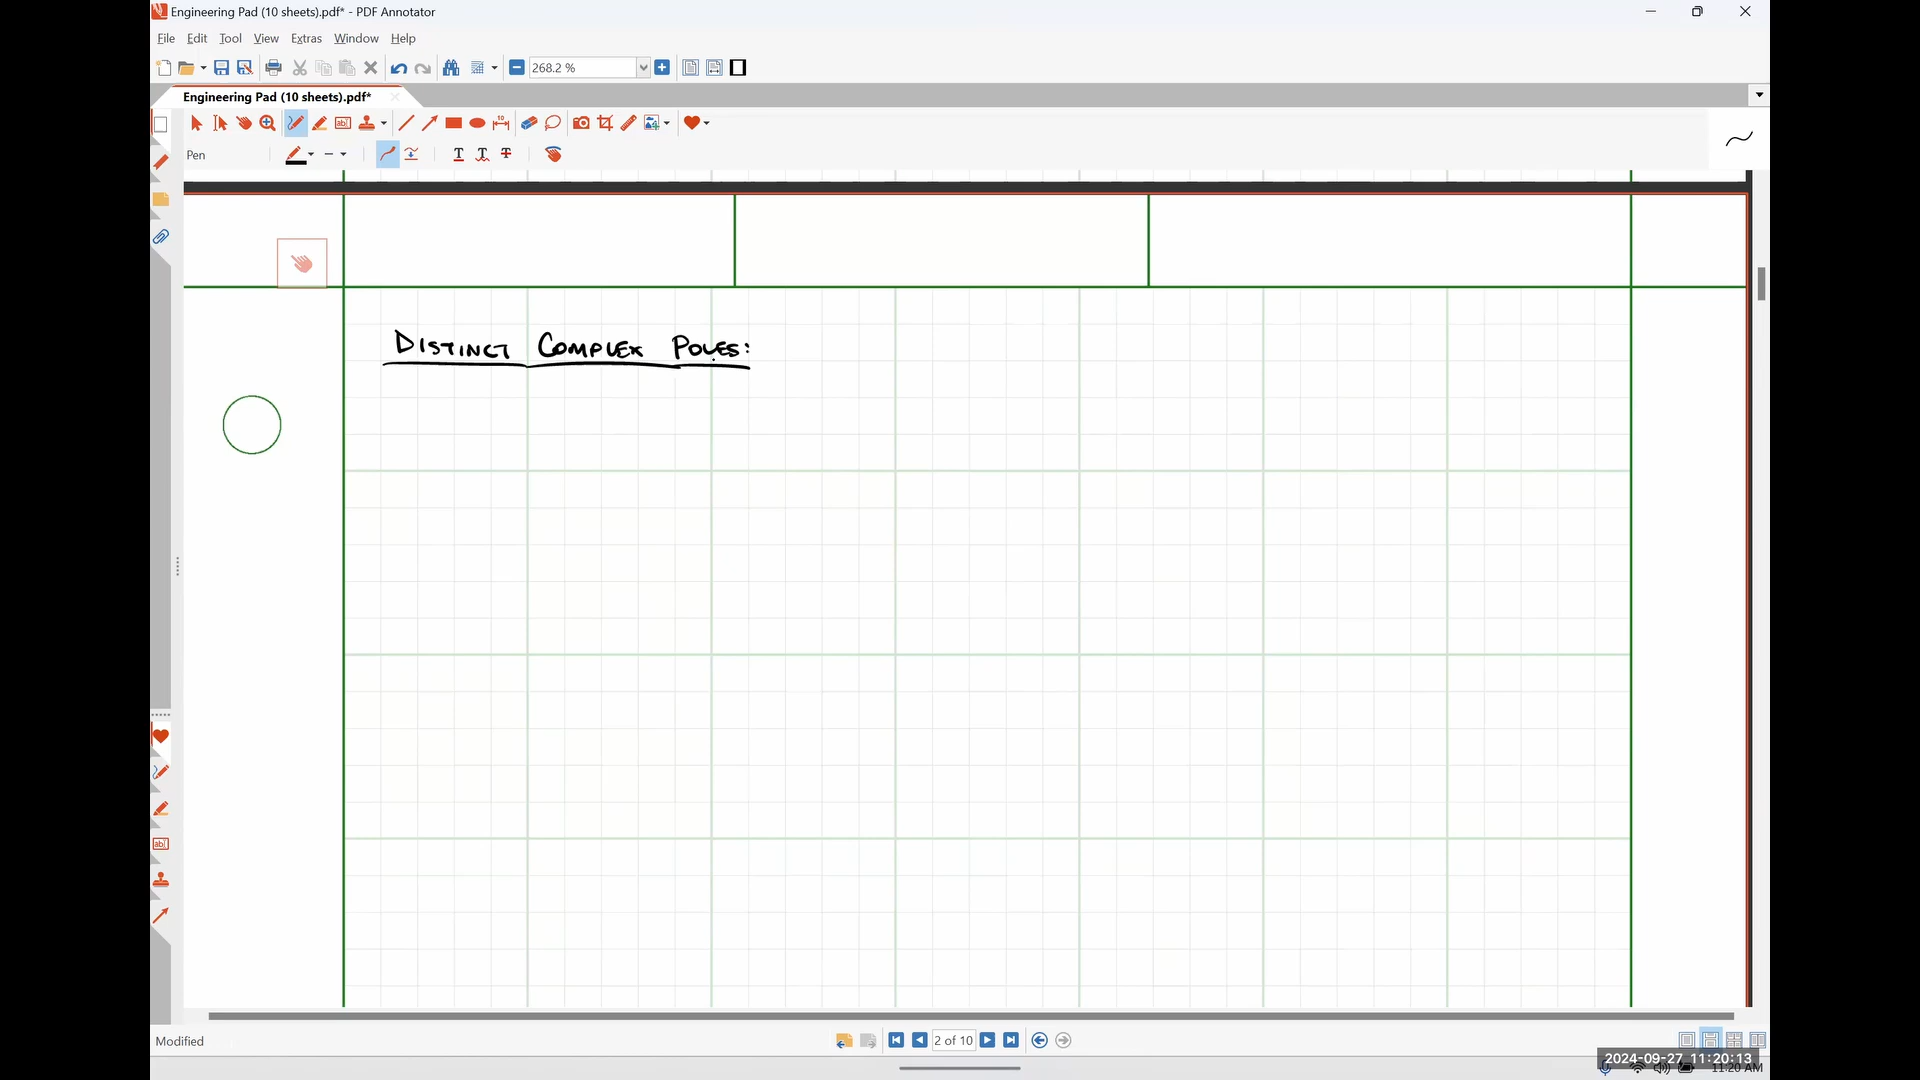 Engineering Pad (10 sheets).pdf* - PDF Annotator
File Edit Tool View Extras Window Help
268.2 %
Engineering Pad (10 sheets).pdf*
Pen
DISTINCT COMPLEX POLES:
Modified
2 of 10
2024-09-27 11:20:13
11:20 AM